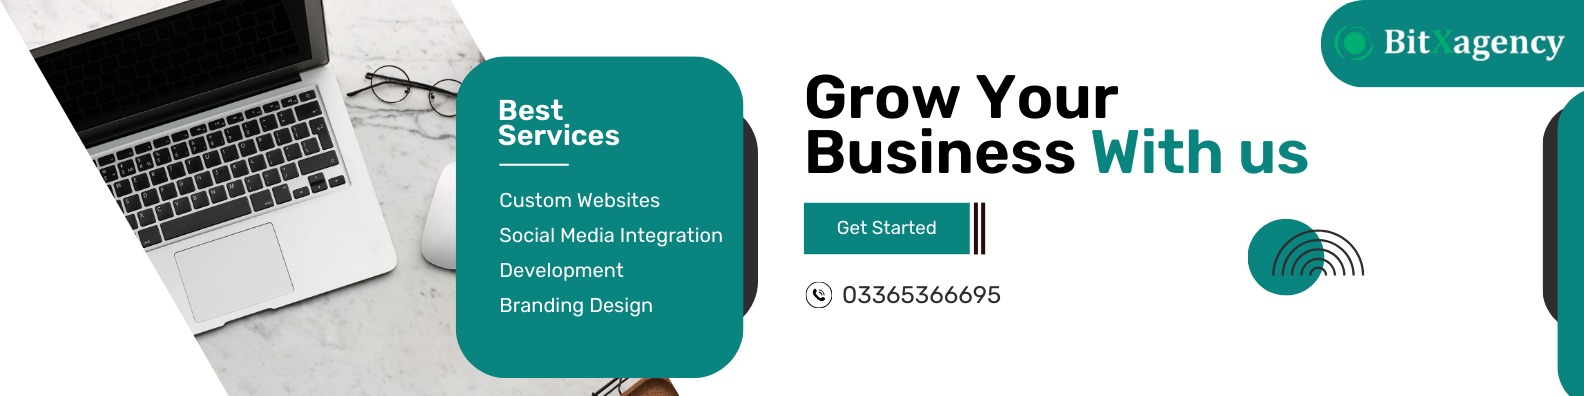 BitXagency
Best
Services
Custom Websites
Social Media Integration
Development
Branding Design
Grow Your
Business With us
Get Started
03365366695